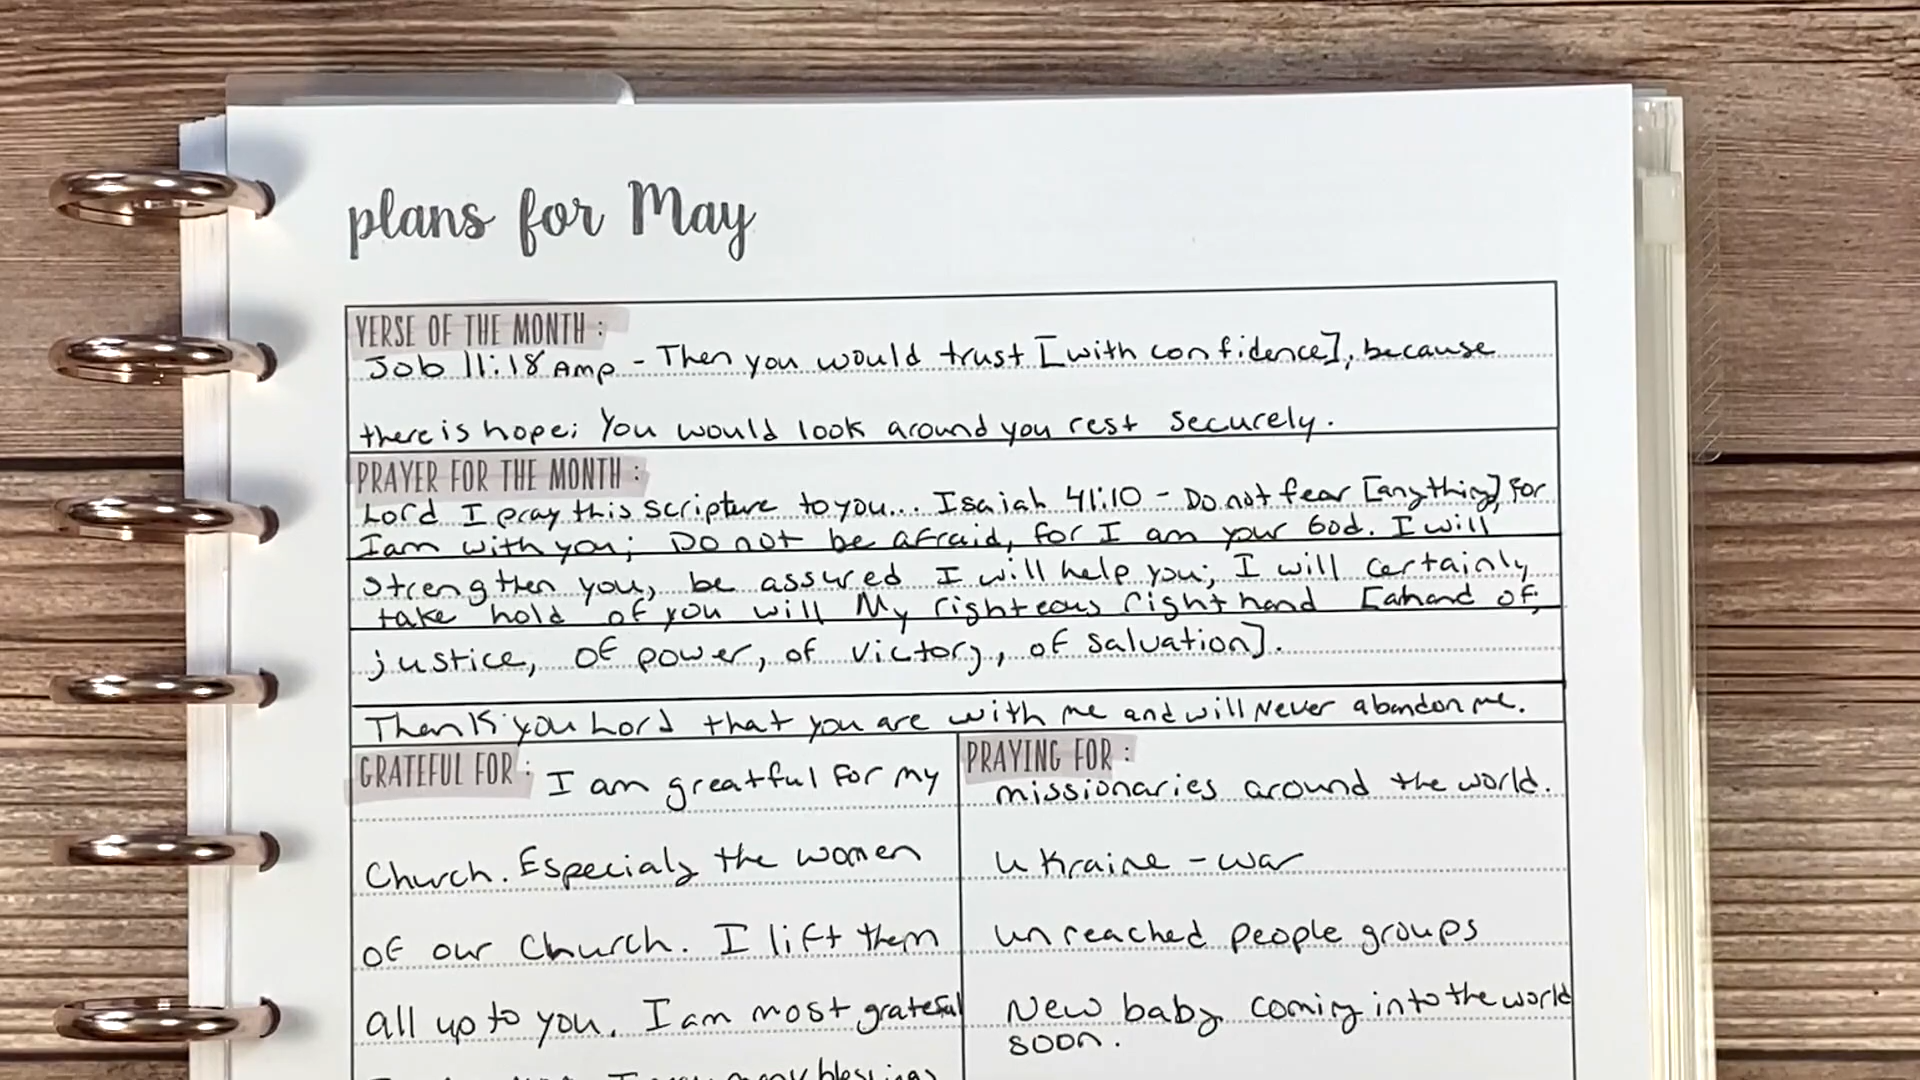 plans for May
VERSE OF THE MONTH :
Job 11:18 Amp - Then you would trust [with confidence], because
there is hope; You would look around you rest securely.
PRAYER FOR THE MONTH :
Lord I pray this scripture to you... Isaiah 41:10 - Do not fear [anything], for
I am with you; Do not be afraid, for I am your God. I will
strengthen you, be assured I will help you; I will certainly
take hold of you will My righteous right hand [a hand of;
justice, of power, of victory, of salvation].
Thank you Lord that you are with me and will Never abandon me.
GRATEFUL FOR : I am greatful for my
Church. Especialy the women
of our Church. I lift them
all up to you. I am most grateful
I many blessings
PRAYING FOR :
missionaries around the world.
Ukraine - war
unreached people groups
New baby coming into the world
soon.